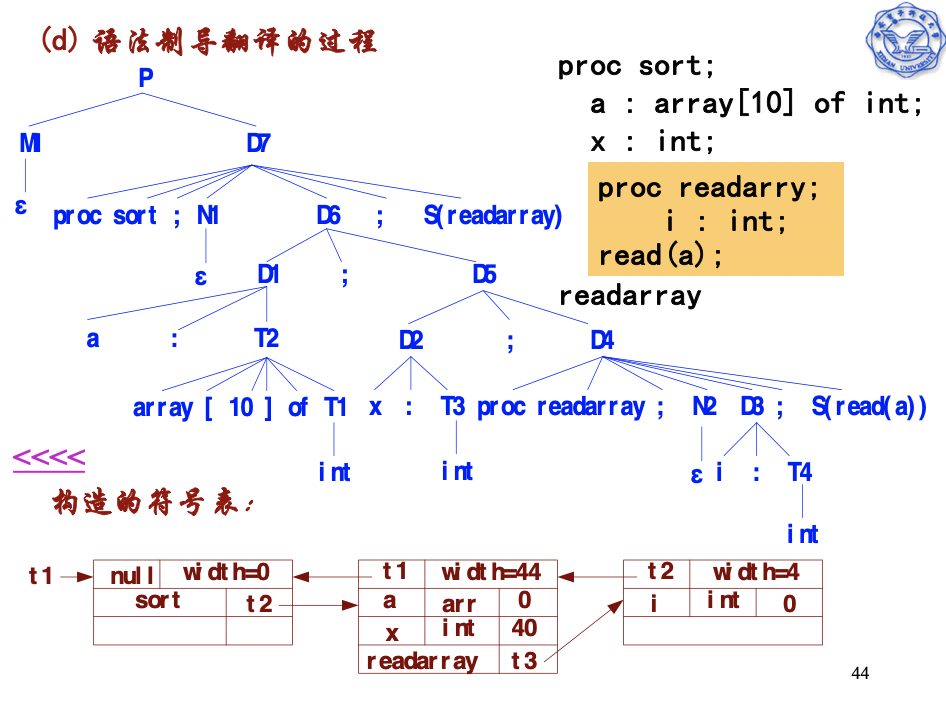 (d) 语法制导翻译的过程
proc sort;
a : array[10] of int;
x : int;
proc readarry;
i : int;
read(a);
readarray
P
M1 D7
ε proc sort ; N1 D6 ; S(readarray)
ε D1 ; D5
a : T2 D2 ; D4
array [ 10 ] of T1 x : T3 proc readarray ; N2 D3 ; S(read(a))
int int ε i : T4
int
<<<<
构造的符号表：
t1 null width=0
sort t2
t1 width=44
a arr 0
x int 40
readarray t3
t2 width=4
i int 0
44